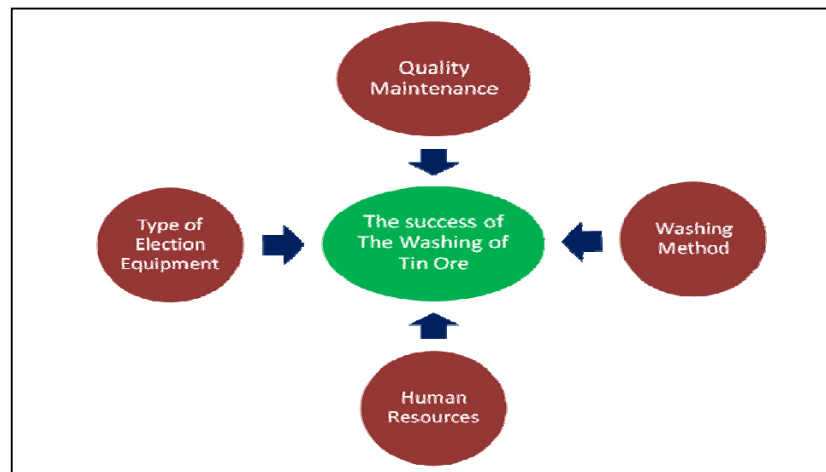 Quality
Maintenance
Type of
Election
Equipment
The success of
The Washing of
Tin Ore
Washing
Method
Human
Resources